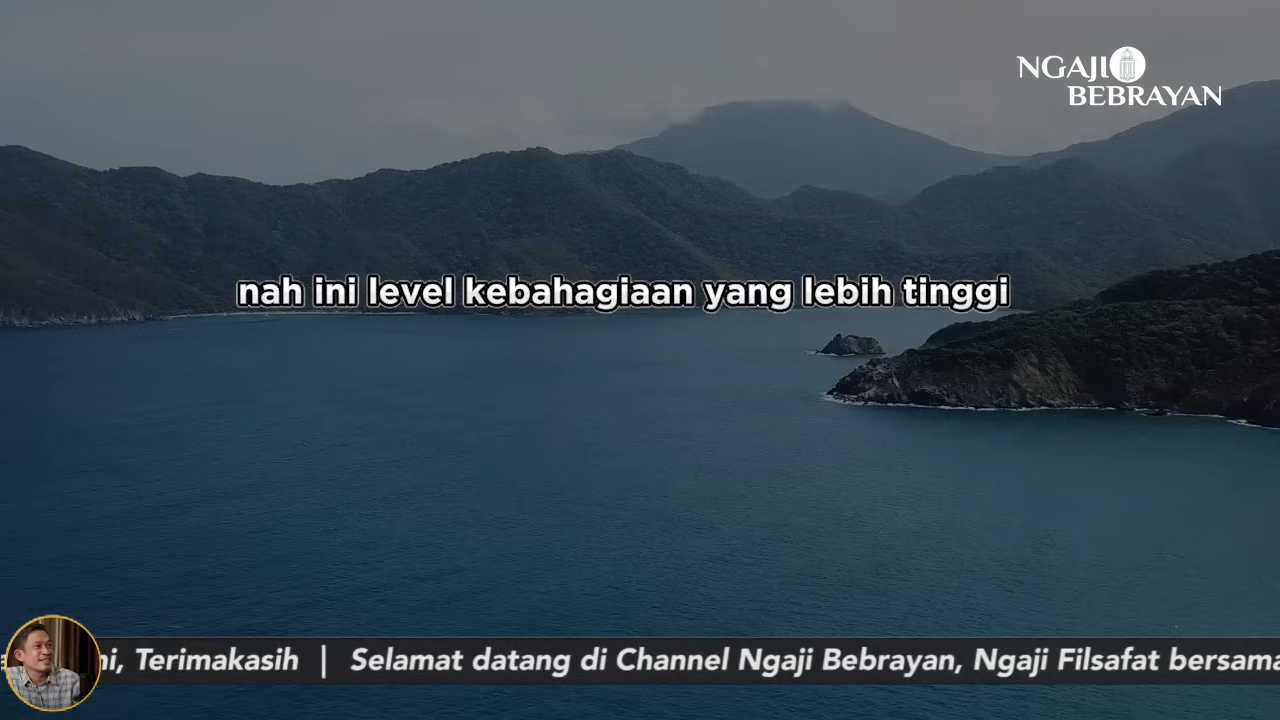 NGAJI
BEBRAYAN
nah ini level kebahagiaan yang lebih tinggi
Terimakasih | Selamat datang di Channel Ngaji Bebrayan, Ngaji Filsafat bersama